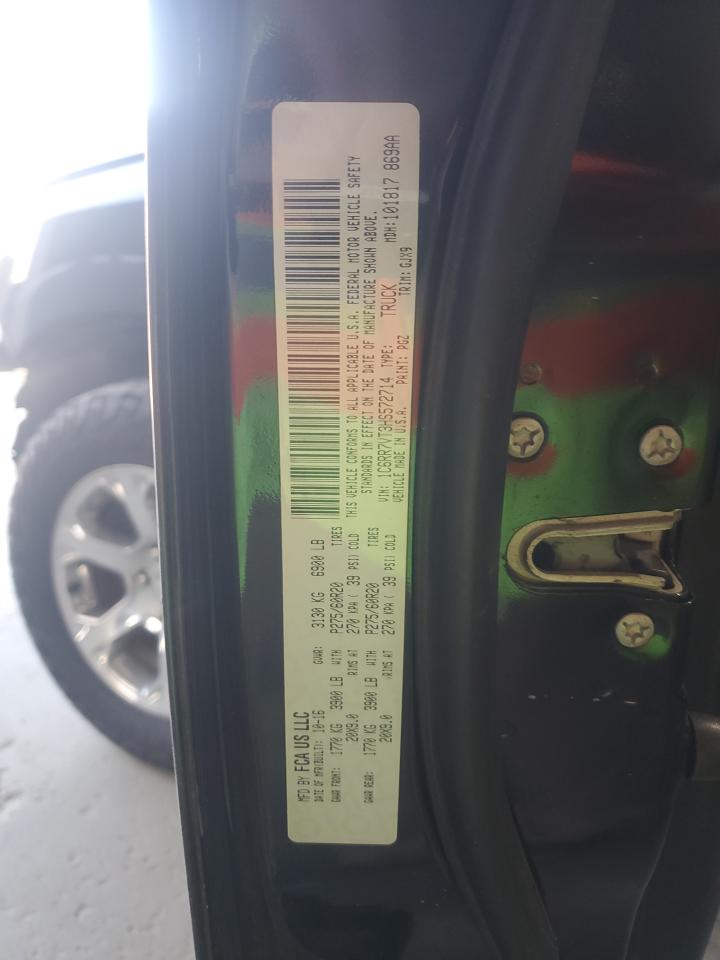 MFD BY FCA US LLC
DATE OF MFR(BUILT): 10-16 GVWR: 3130 KG 6900 LB
GAWR FRONT: 1770 KG 3900 LB WITH P275/60R20 TIRES
20X9.0 RIMS AT 270 KPA( 39 PSI) COLD
GAWR REAR: 1770 KG 3900 LB WITH P275/60R20 TIRES
20X9.0 RIMS AT 270 KPA( 39 PSI) COLD
THIS VEHICLE CONFORMS TO ALL APPLICABLE U.S.A. FEDERAL MOTOR VEHICLE SAFETY
STANDARDS IN EFFECT ON THE DATE OF MANUFACTURE SHOWN ABOVE.
VIN: 1C6RR7VT3HS572714 TYPE: TRUCK MDH:101817 869AA
VEHICLE MADE IN U.S.A. PAINT: PGZ TRIM: GJX9